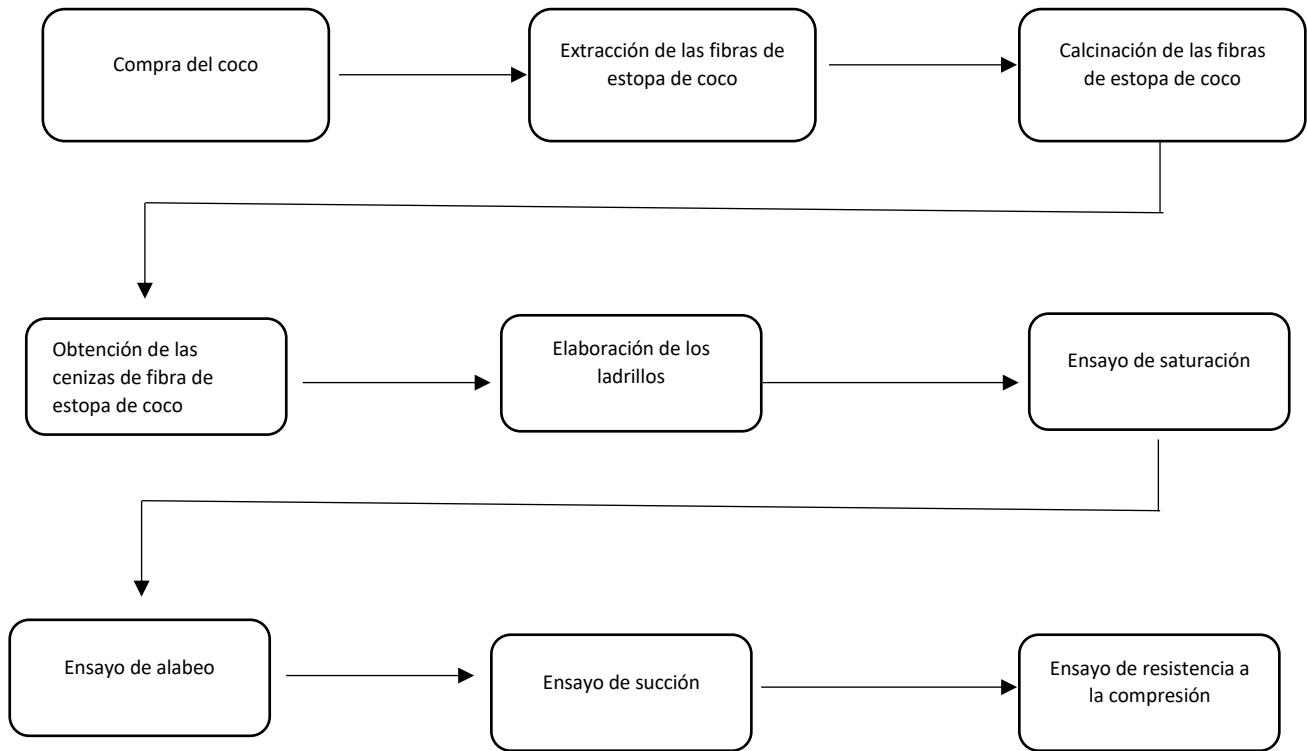 Compra del coco
Extracción de las fibras de
estopa de coco
Calcinación de las fibras
de estopa de coco
Obtención de las
cenizas de fibra de
estopa de coco
Elaboración de los
ladrillos
Ensayo de saturación
Ensayo de alabeo
Ensayo de succión
Ensayo de resistencia a
la compresión